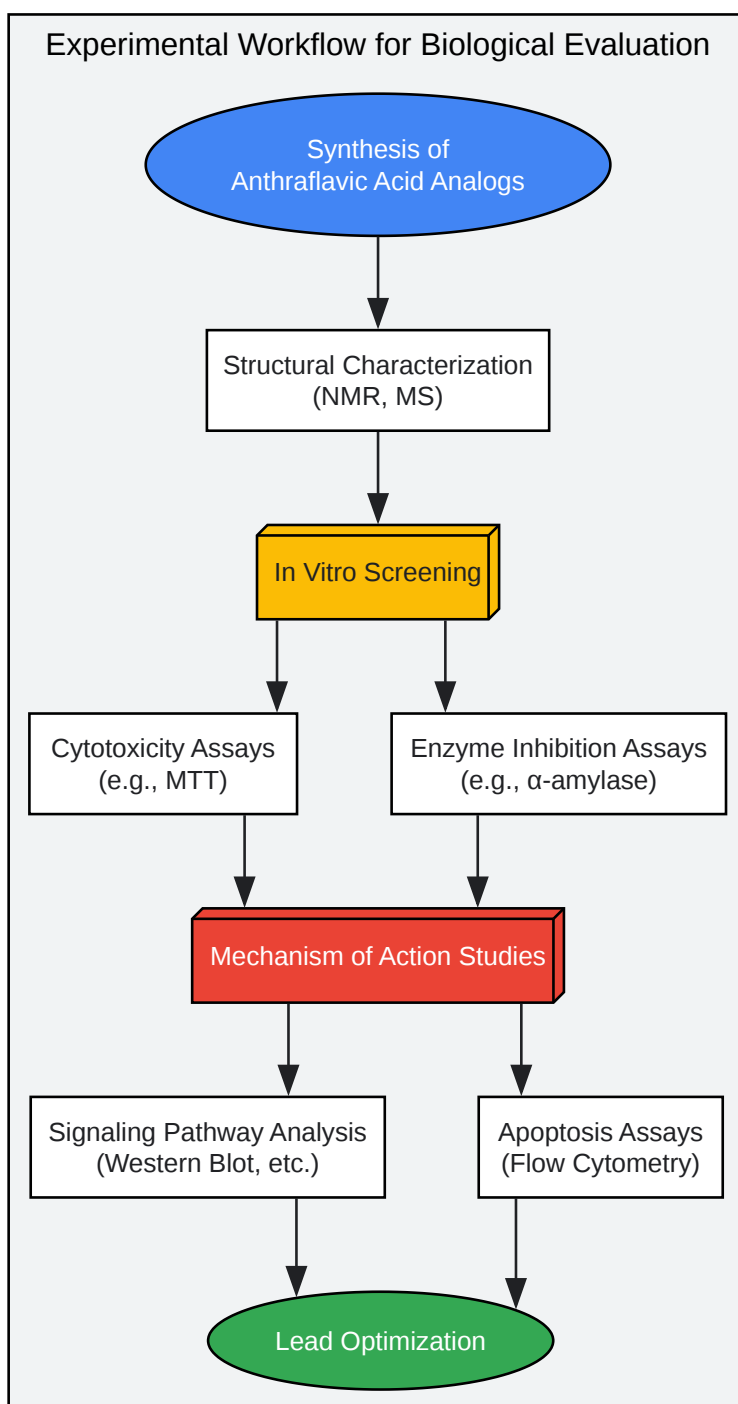 Experimental Workflow for Biological Evaluation
Synthesis of
Anthraflavic Acid Analogs
Structural Characterization
(NMR, MS)
In Vitro Screening
Cytotoxicity Assays
(e.g., MTT)
Enzyme Inhibition Assays
(e.g., α-amylase)
Mechanism of Action Studies
Signaling Pathway Analysis
(Western Blot, etc.)
Apoptosis Assays
(Flow Cytometry)
Lead Optimization